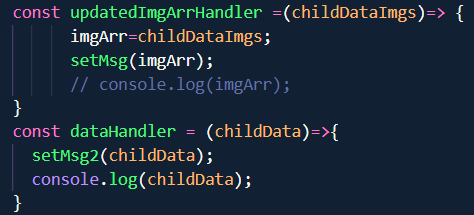 const updatedImgArrHandler =(childDataImgs)=> {
imgArr=childDataImgs;
setMsg(imgArr);
// console.log(imgArr);
}
const dataHandler = (childData)=>{
setMsg2(childData);
console.log(childData);
}